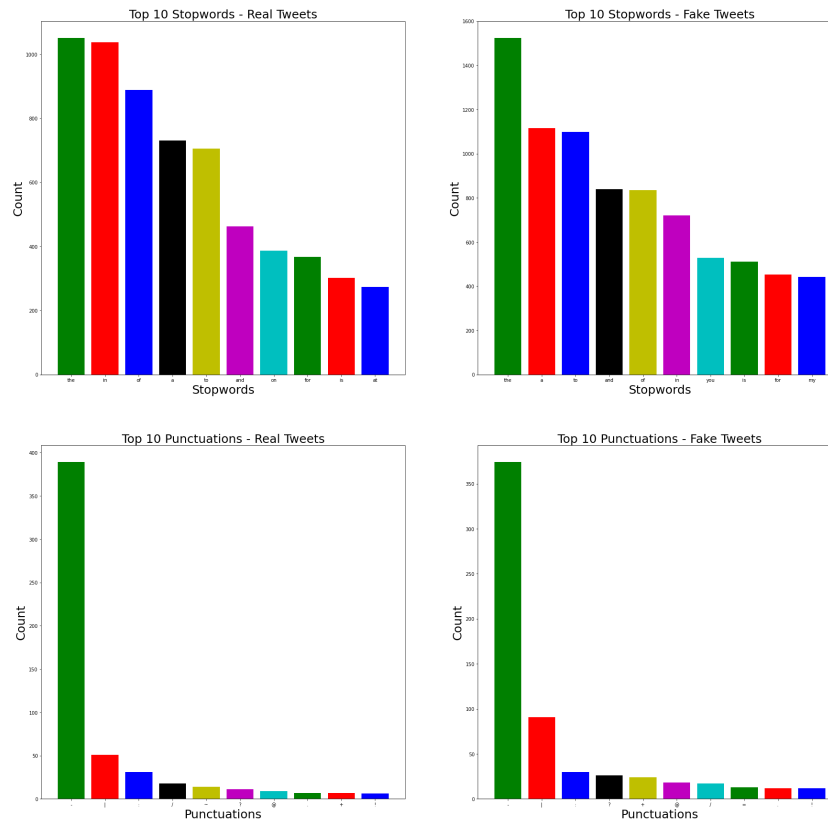 Top 10 Stopwords - Real Tweets
Count
1000
800
600
400
200
0
the in of a to and on for is at
Stopwords
Top 10 Stopwords - Fake Tweets
Count
1600
1400
1200
1000
800
600
400
200
0
the a to and of in you is for my
Stopwords
Top 10 Punctuations - Real Tweets
Count
400
350
300
250
200
150
100
50
0
- | / ? @ +
Punctuations
Top 10 Punctuations - Fake Tweets
Count
350
300
250
200
150
100
50
0
- | ? + @ / =
Punctuations